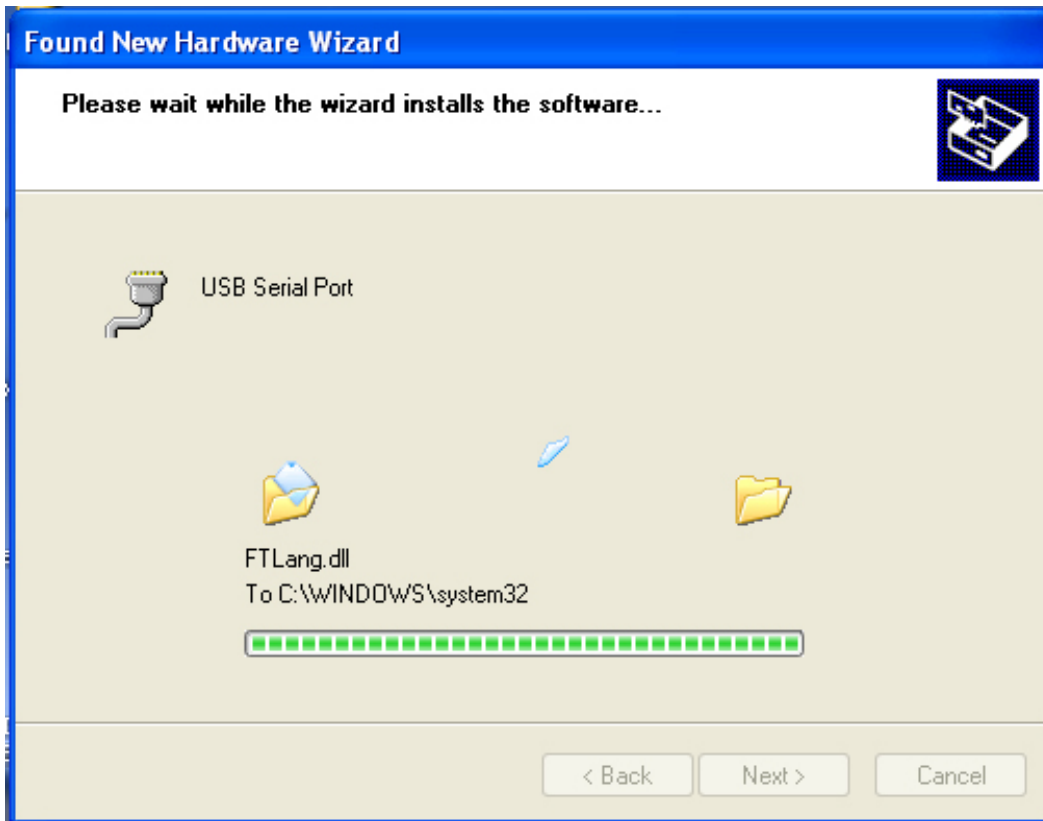 Found New Hardware Wizard
Please wait while the wizard installs the software...
USB Serial Port
FTLang.dll
To C:\WINDOWS\system32
< Back Next > Cancel